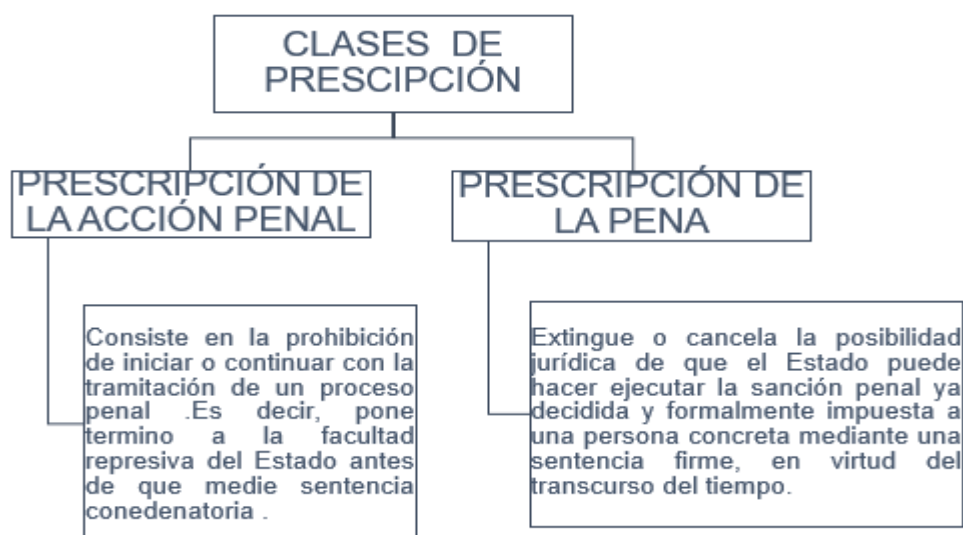 CLASES DE
PRESCIPCIÓN
PRESCRIPCIÓN DE
LA ACCIÓN PENAL
PRESCRIPCIÓN DE
LA PENA
Consiste en la prohibición
de iniciar o continuar con la
tramitación de un proceso
penal .Es decir, pone
termino a la facultad
represiva del Estado antes
de que medie sentencia
conedenatoria .
Extingue o cancela la posibilidad
jurídica de que el Estado puede
hacer ejecutar la sanción penal ya
decidida y formalmente impuesta a
una persona concreta mediante una
sentencia firme, en virtud del
transcurso del tiempo.